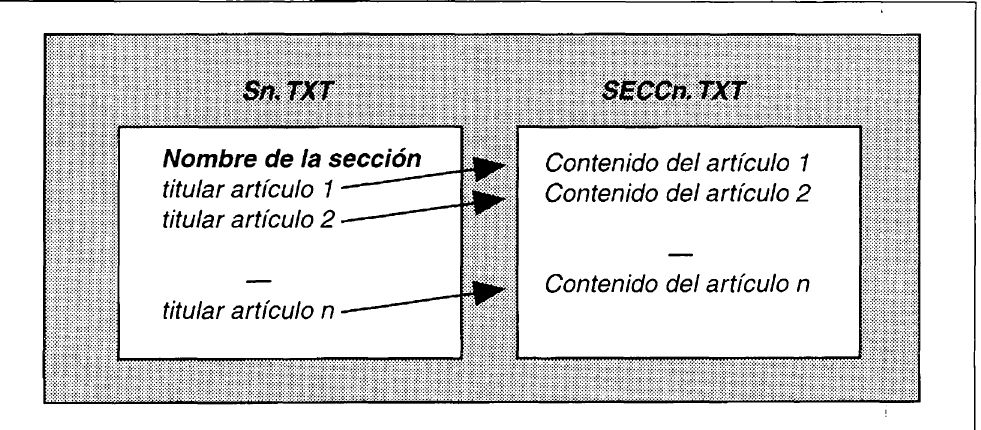 Sn. TXT
SECCn. TXT
Nombre de la sección
titular artículo 1
titular artículo 2
—
titular artículo n
Contenido del artículo 1
Contenido del artículo 2
—
Contenido del artículo n